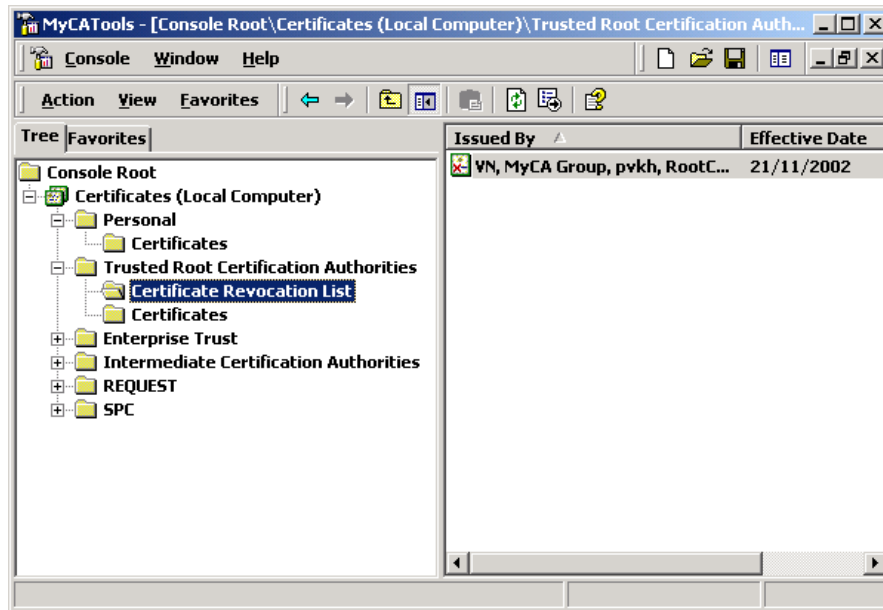 MyCATools - [Console Root\Certificates (Local Computer)\Trusted Root Certification Auth...
Console Window Help
Action View Favorites
Tree Favorites
Issued By Effective Date
Console Root
VN, MyCA Group, pvkh, RootC... 21/11/2002
Certificates (Local Computer)
Personal
Certificates
Trusted Root Certification Authorities
Certificate Revocation List
Certificates
Enterprise Trust
Intermediate Certification Authorities
REQUEST
SPC